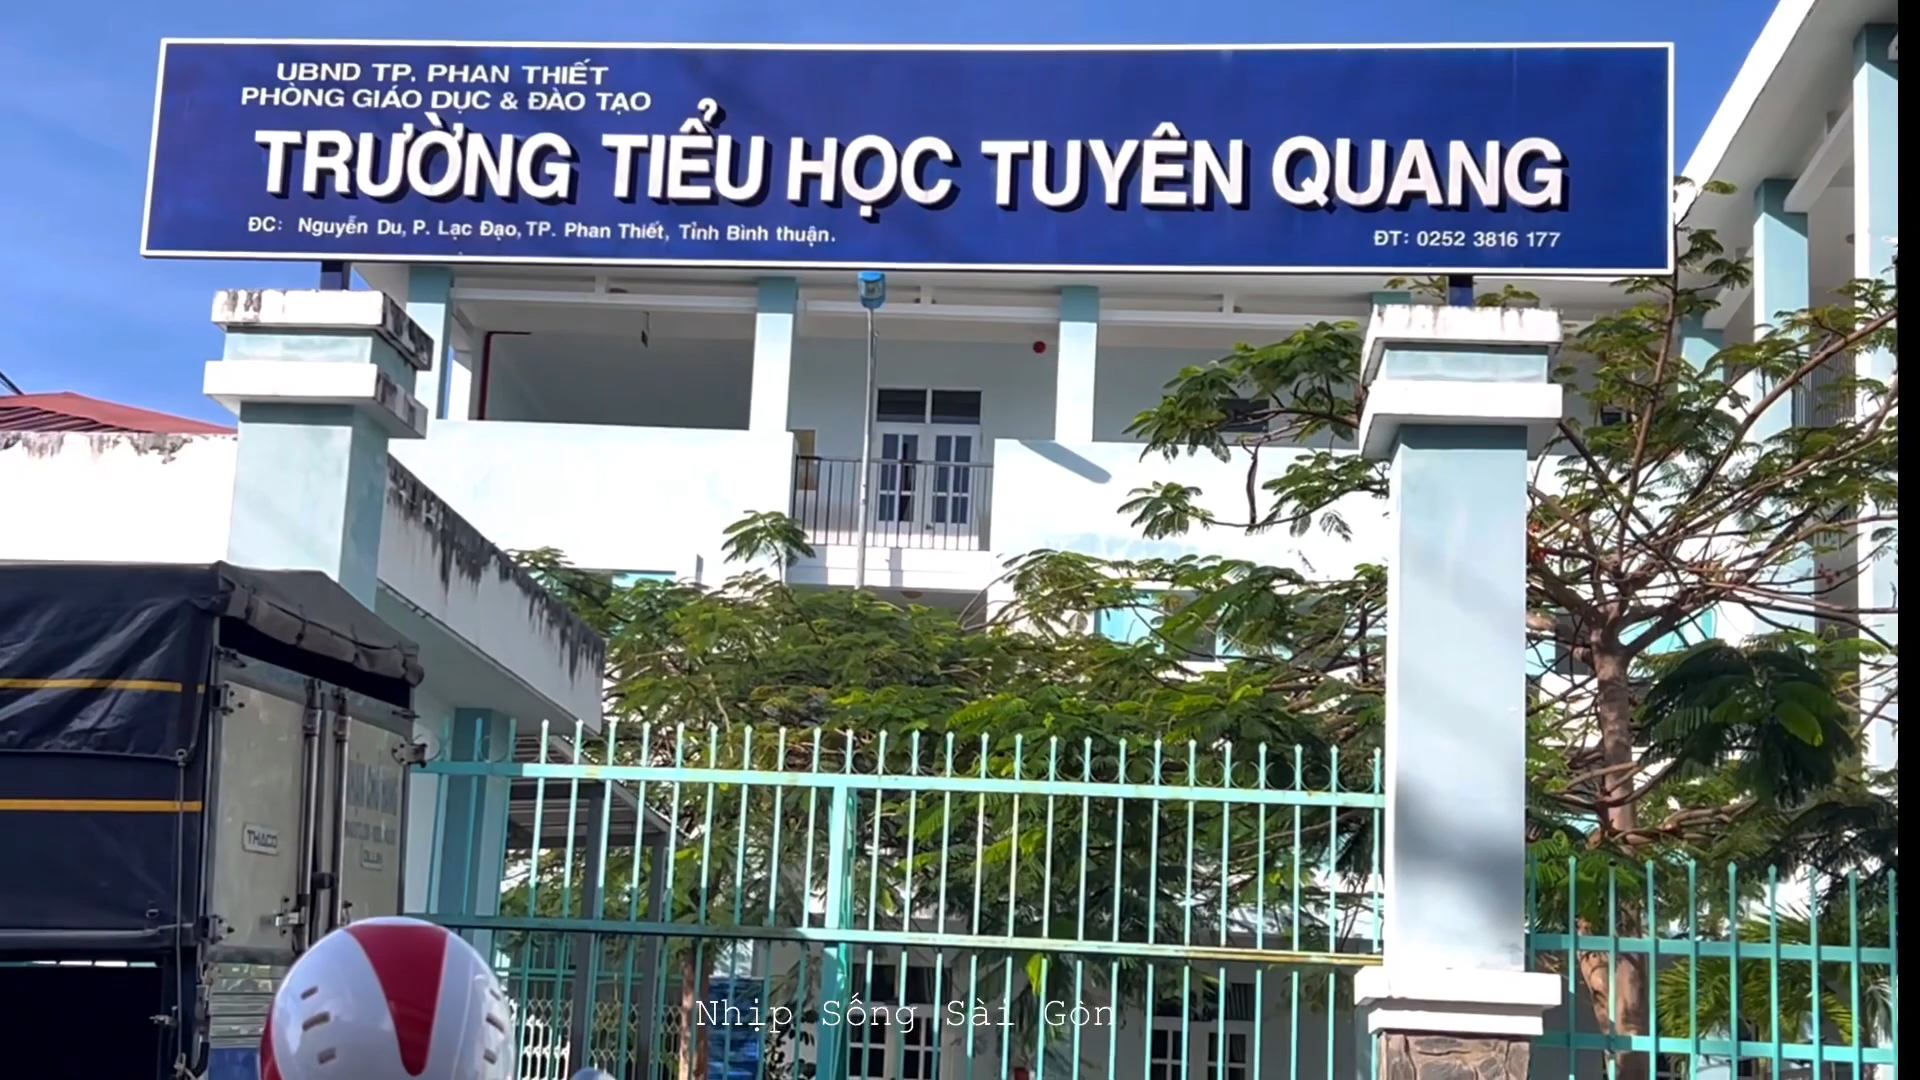 UBND TP. PHAN THIẾT
PHÒNG GIÁO DỤC & ĐÀO TẠO
TRƯỜNG TIỂU HỌC TUYÊN QUANG
ĐC: Nguyễn Du, P. Lạc Đạo, TP. Phan Thiết, Tỉnh Bình thuận.
ĐT: 0252 3816 177
THACO
Nhịp Sống Sài Gòn